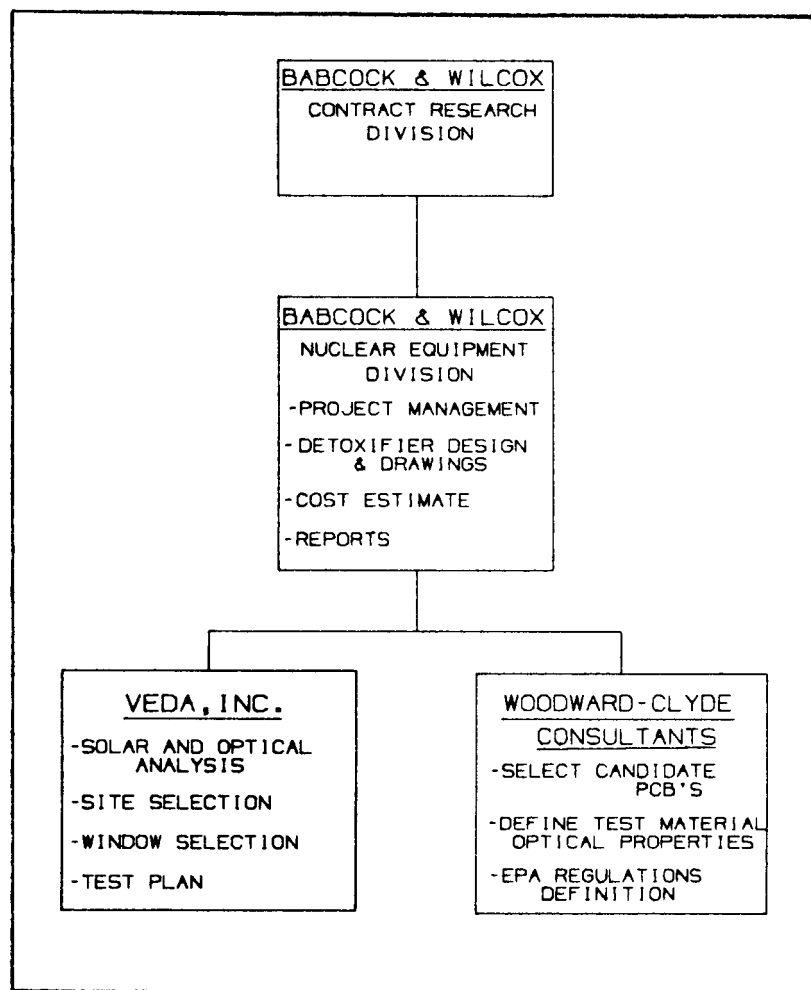 BABCOCK & WILCOX
CONTRACT RESEARCH
DIVISION
BABCOCK & WILCOX
NUCLEAR EQUIPMENT
DIVISION
-PROJECT MANAGEMENT
-DETOXIFIER DESIGN
& DRAWINGS
-COST ESTIMATE
-REPORTS
VEDA, INC.
-SOLAR AND OPTICAL
ANALYSIS
-SITE SELECTION
-WINDOW SELECTION
-TEST PLAN
WOODWARD-CLYDE
CONSULTANTS
-SELECT CANDIDATE
PCB'S
-DEFINE TEST MATERIAL
OPTICAL PROPERTIES
-EPA REGULATIONS
DEFINITION